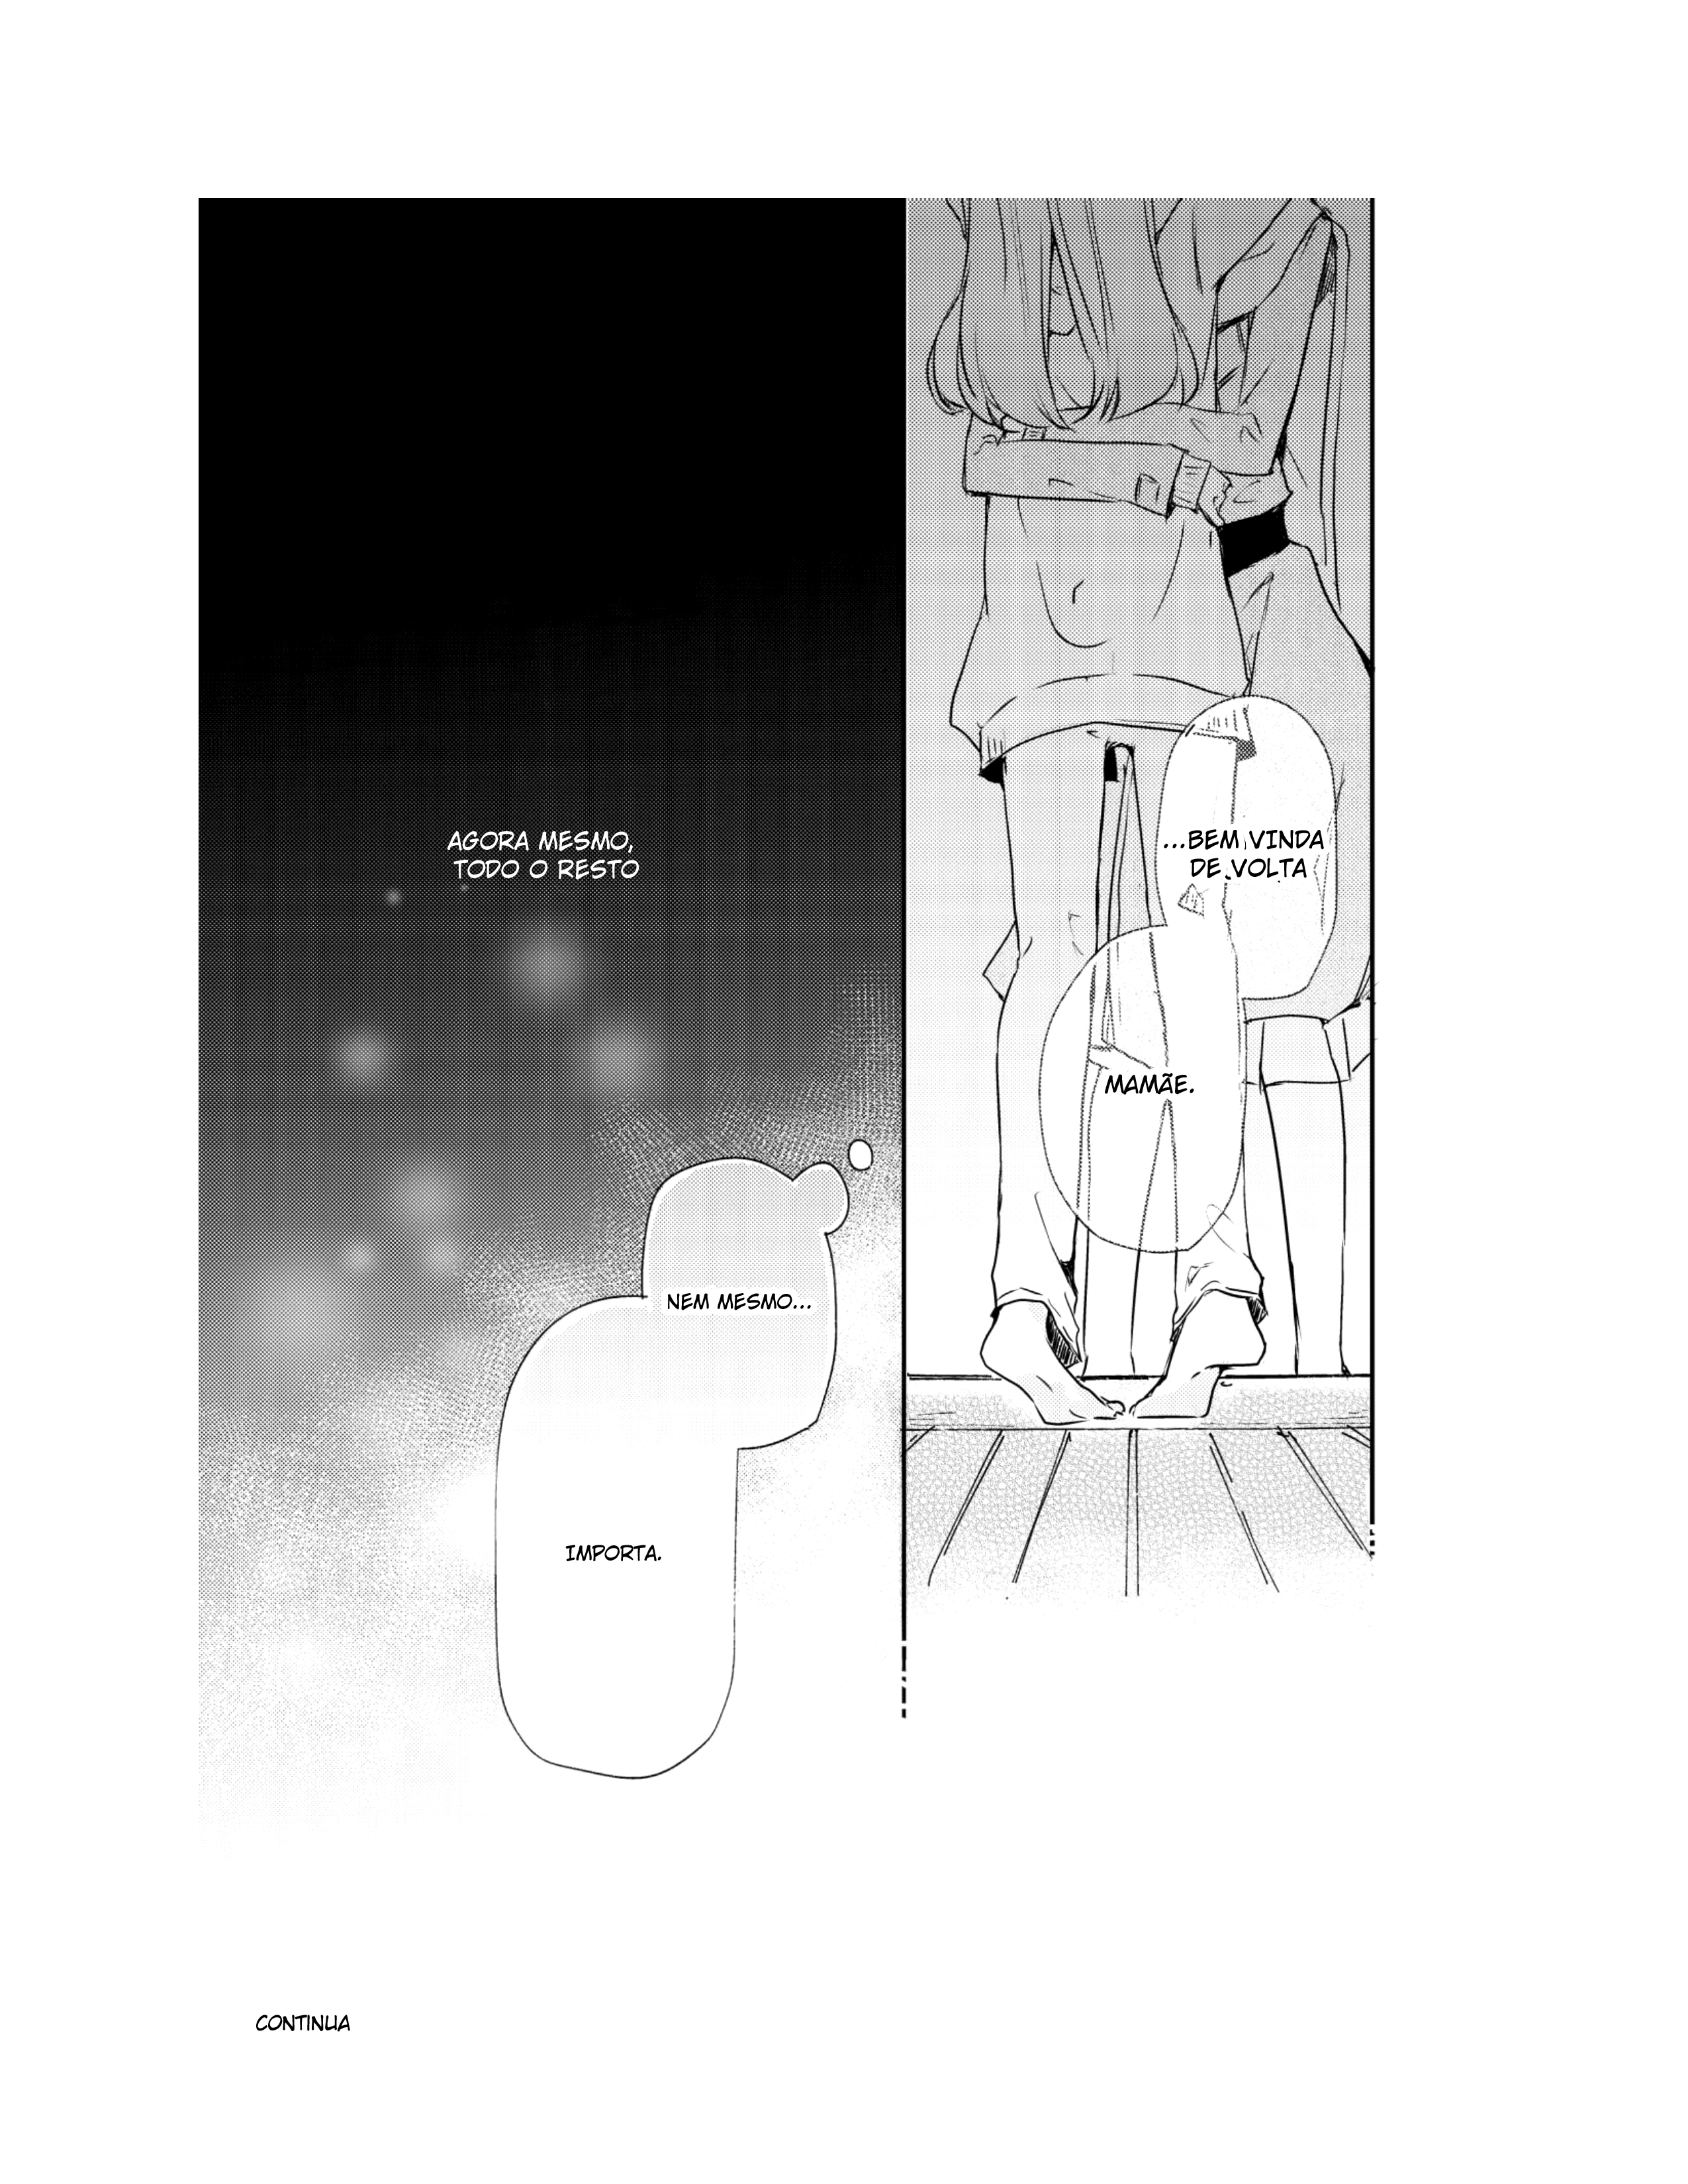 ...BEM VINDA
DE VOLTA
MAMÃE.
AGORA MESMO,
TODO O RESTO
NEM MESMO...
IMPORTA.
CONTINUA